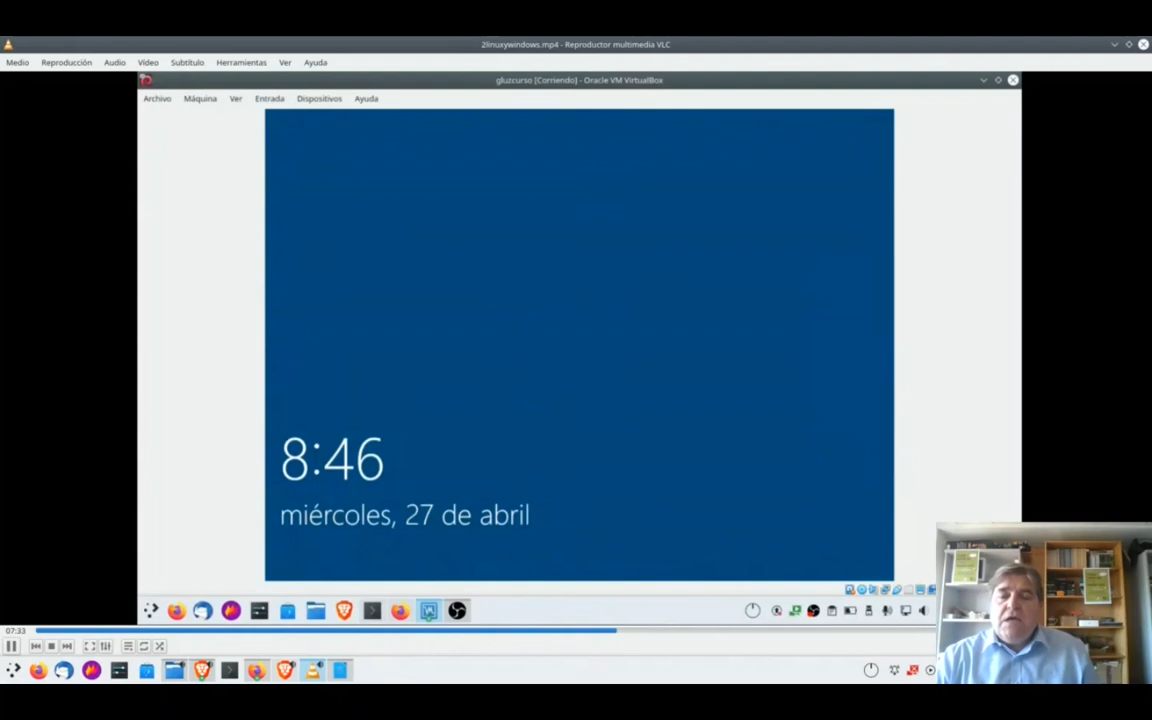 2linuxywindows.mp4 - Reproductor multimedia VLC
Medio Reproducción Audio Vídeo Subtítulo Herramientas Ver Ayuda
gluzcurso [Corriendo] - Oracle VM VirtualBox
Archivo Máquina Ver Entrada Dispositivos Ayuda
8:46
miércoles, 27 de abril
07:33